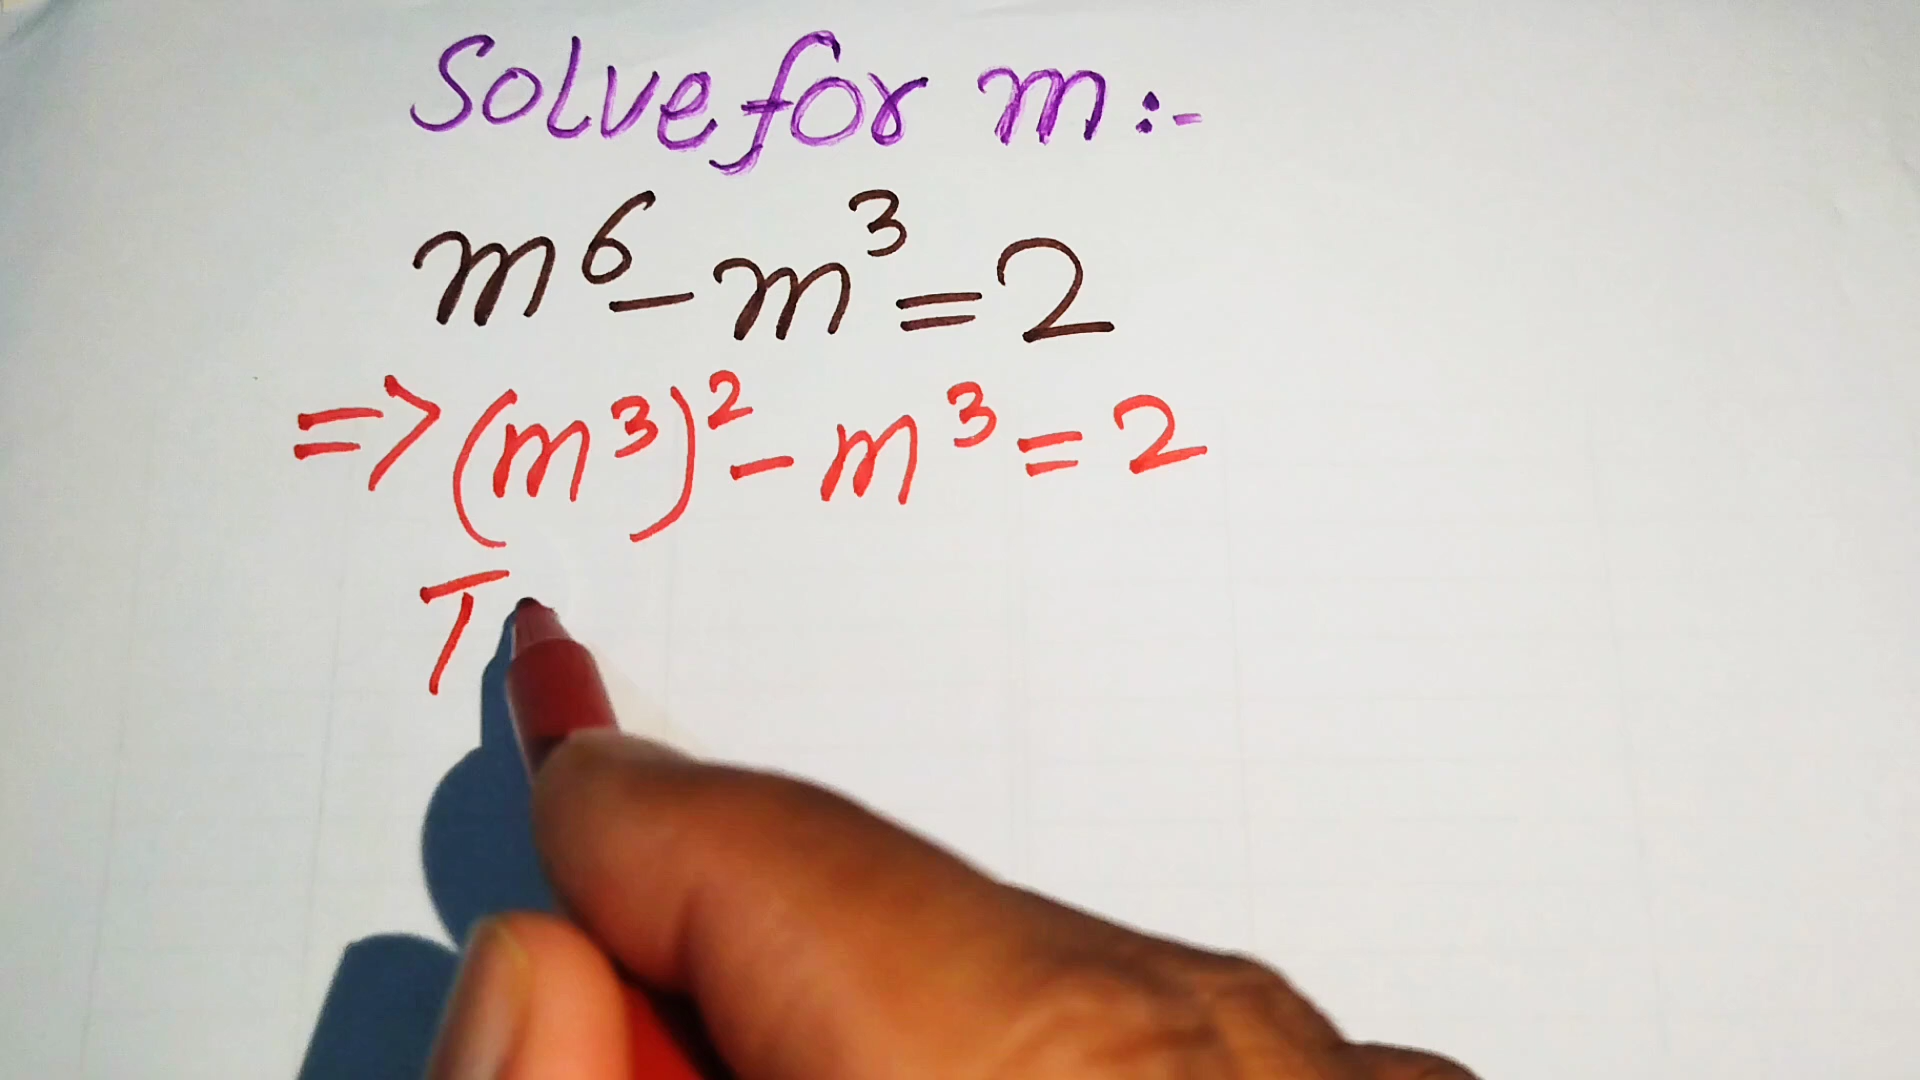 Solve for m :-
m⁶ - m³ = 2
=> (m³)² - m³ = 2
T